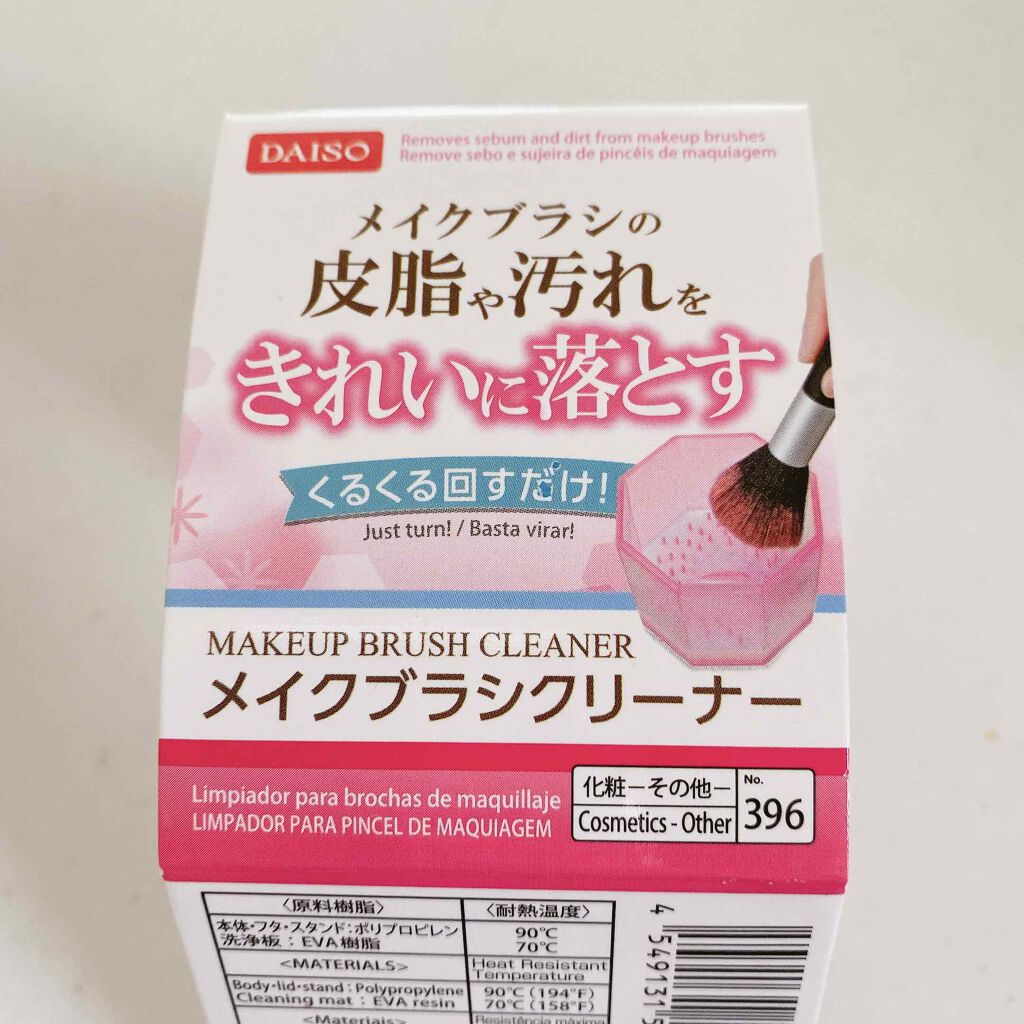 DAISO
Removes sebum and dirt from makeup brushes
Remove sebo e sujeira de pincéis de maquiagem
メイクブラシの
皮脂や汚れを
きれいに落とす
くるくる回すだけ!
Just turn! / Basta virar!
MAKEUP BRUSH CLEANER
メイクブラシクリーナー
Limpiador para brochas de maquillaje
LIMPADOR PARA PINCEL DE MAQUIAGEM
化粧－その他－
Cosmetics - Other
No.
396
〈原料樹脂〉
〈耐熱温度〉
本体・フタ・スタンド：ポリプロピレン
90℃
洗浄板：EVA樹脂
70℃
<MATERIALS>
Heat Resistant
Temperature
Body・lid・stand : Polypropylene
90℃ (194°F)
Cleaning mat : EVA resin
70℃ (158°F)
<Materiais>
Resistência máxima
4 549131